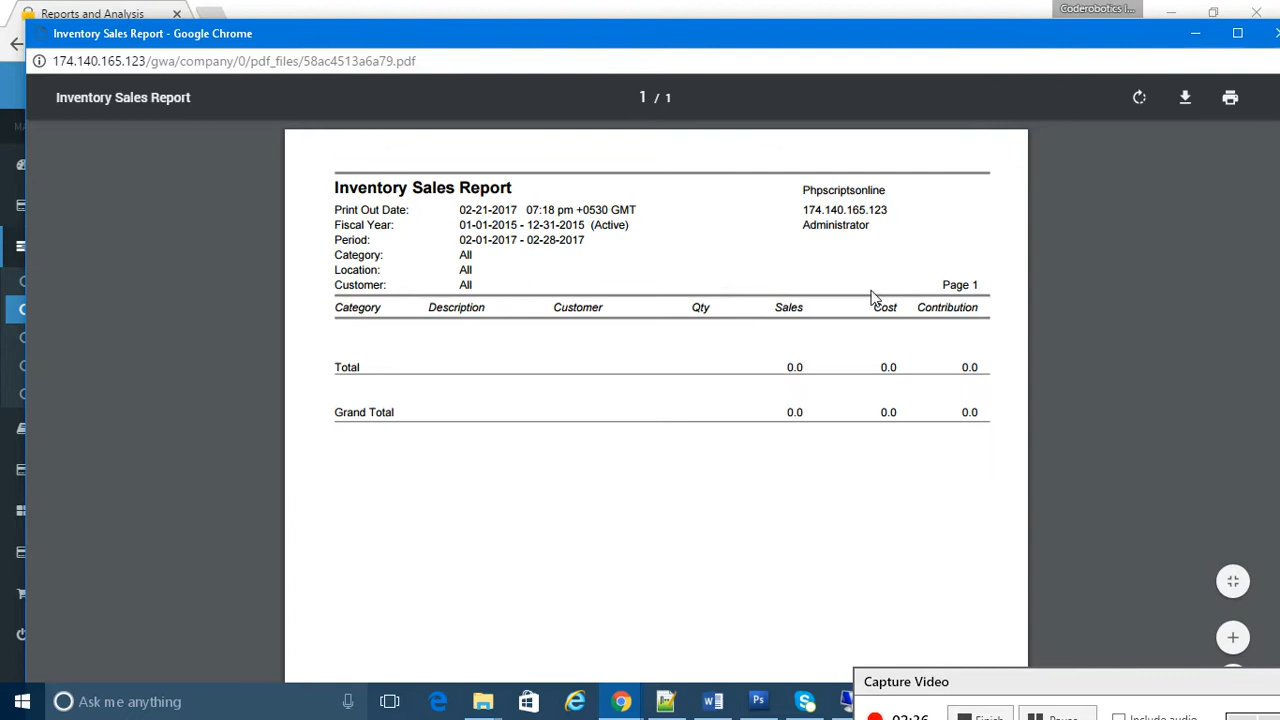 Reports and Analysis
Coderobotics I...
Inventory Sales Report - Google Chrome
174.140.165.123/gwa/company/0/pdf_files/58ac4513a6a79.pdf
Inventory Sales Report
1 / 1
Inventory Sales Report
Phpscriptsonline
Print Out Date: 02-21-2017 07:18 pm +0530 GMT
174.140.165.123
Fiscal Year: 01-01-2015 - 12-31-2015 (Active)
Administrator
Period: 02-01-2017 - 02-28-2017
Category: All
Location: All
Customer: All
Page 1
Category Description Customer Qty Sales Cost Contribution
Total 0.0 0.0 0.0
Grand Total 0.0 0.0 0.0
Capture Video
Ask me anything
02:36 Finish Pause Include audio